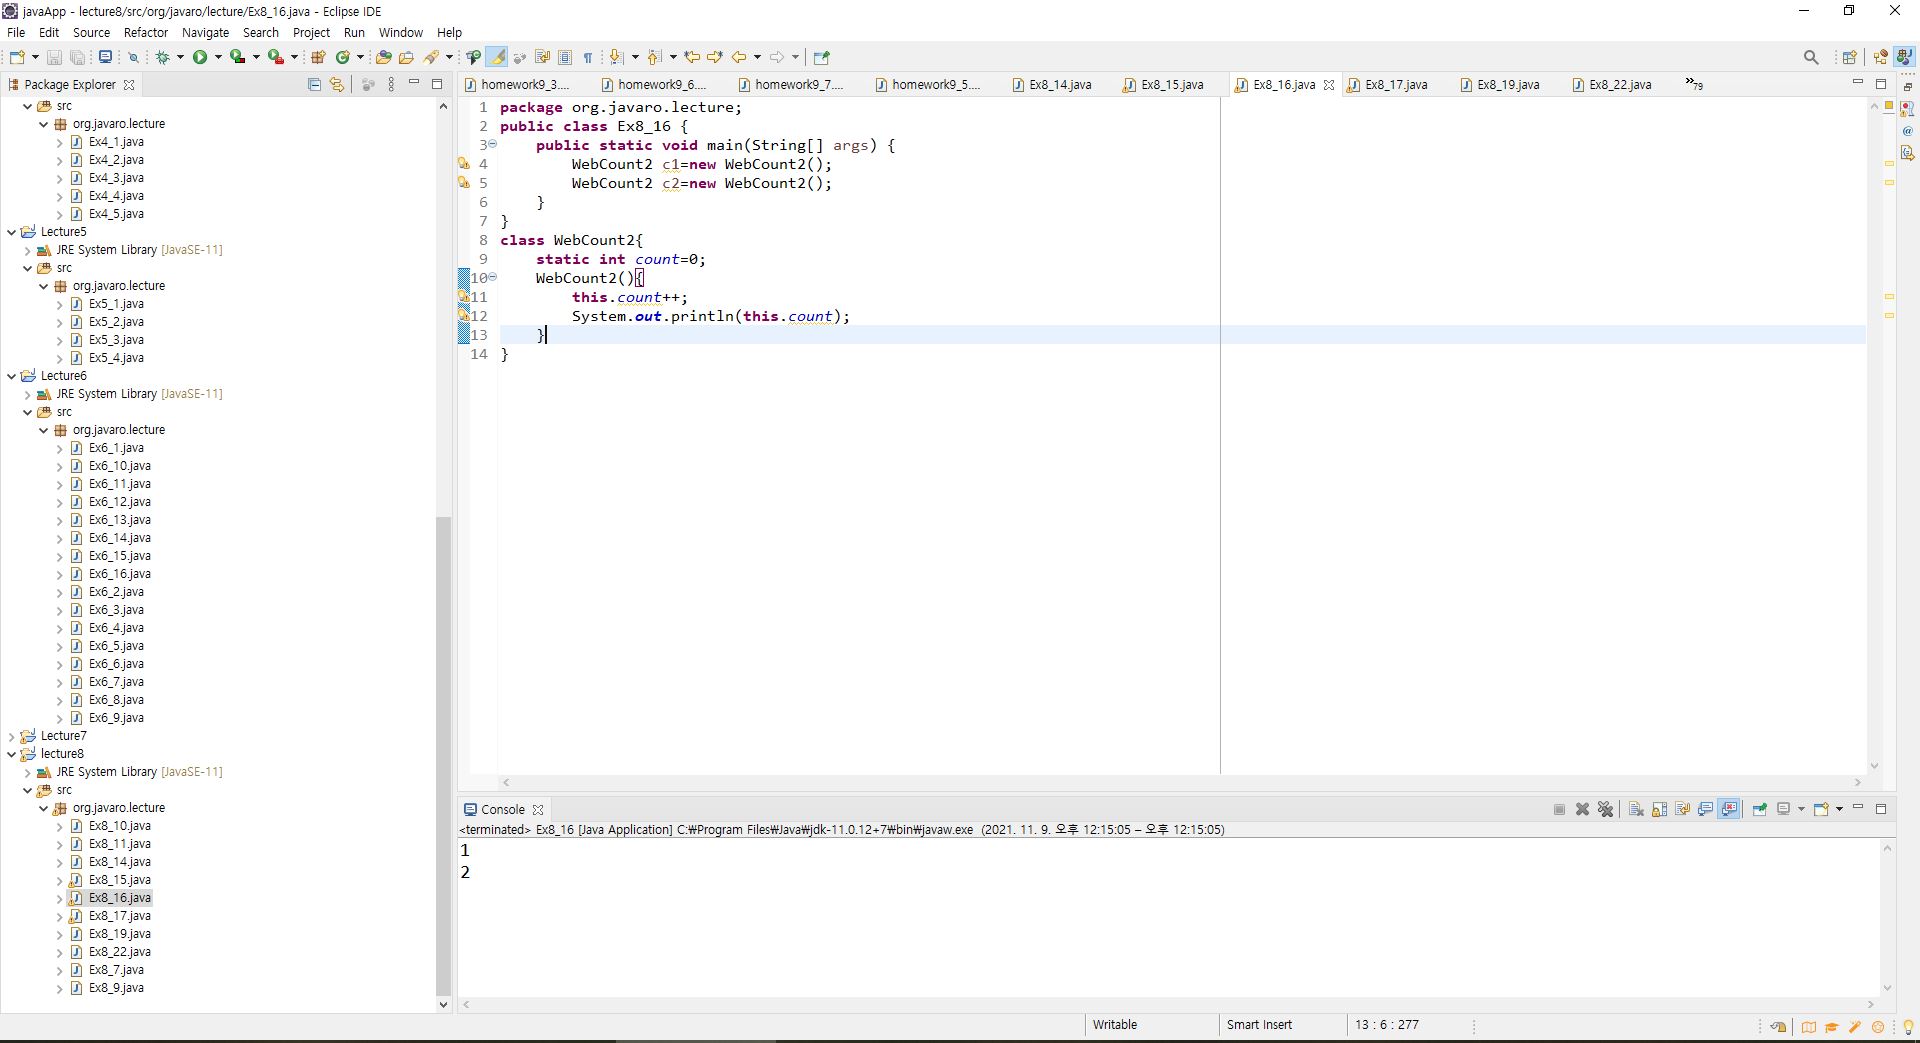 javaApp - lecture8/src/org/javaro/lecture/Ex8_16.java - Eclipse IDE
File Edit Source Refactor Navigate Search Project Run Window Help
Package Explorer
src
org.javaro.lecture
Ex4_1.java
Ex4_2.java
Ex4_3.java
Ex4_4.java
Ex4_5.java
Lecture5
JRE System Library [JavaSE-11]
src
org.javaro.lecture
Ex5_1.java
Ex5_2.java
Ex5_3.java
Ex5_4.java
Lecture6
JRE System Library [JavaSE-11]
src
org.javaro.lecture
Ex6_1.java
Ex6_10.java
Ex6_11.java
Ex6_12.java
Ex6_13.java
Ex6_14.java
Ex6_15.java
Ex6_16.java
Ex6_2.java
Ex6_3.java
Ex6_4.java
Ex6_5.java
Ex6_6.java
Ex6_7.java
Ex6_8.java
Ex6_9.java
Lecture7
lecture8
JRE System Library [JavaSE-11]
src
org.javaro.lecture
Ex8_10.java
Ex8_11.java
Ex8_14.java
Ex8_15.java
Ex8_16.java
Ex8_17.java
Ex8_19.java
Ex8_22.java
Ex8_7.java
Ex8_9.java
homework9_3.... homework9_6.... homework9_7.... homework9_5.... Ex8_14.java Ex8_15.java Ex8_16.java Ex8_17.java Ex8_19.java Ex8_22.java »79
1 package org.javaro.lecture;
2 public class Ex8_16 {
3 public static void main(String[] args) {
4 WebCount2 c1=new WebCount2();
5 WebCount2 c2=new WebCount2();
6 }
7 }
8 class WebCount2{
9 static int count=0;
10 WebCount2(){
11 this.count++;
12 System.out.println(this.count);
13 }
14 }
Console
<terminated> Ex8_16 [Java Application] C:₩Program Files₩Java₩jdk-11.0.12+7₩bin₩javaw.exe (2021. 11. 9. 오후 12:15:05 – 오후 12:15:05)
1
2
Writable Smart Insert 13 : 6 : 277